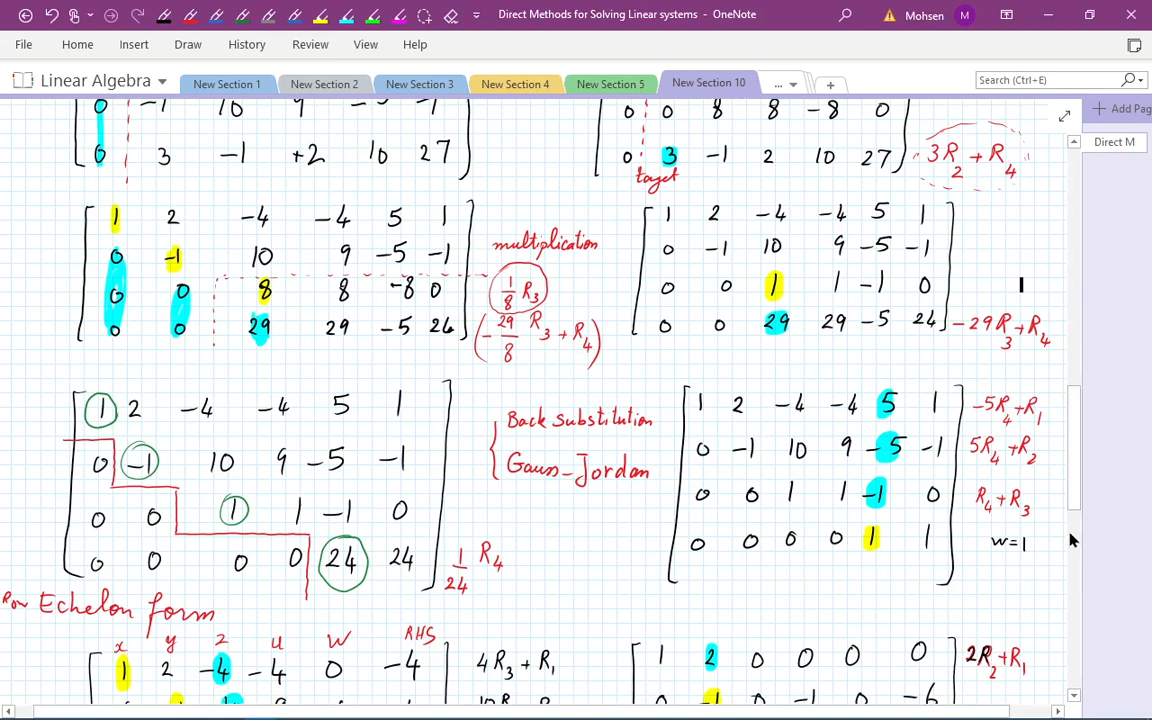 Direct Methods for Solving Linear systems - OneNote
Mohsen
M
File Home Insert Draw History Review View Help
Linear Algebra
New Section 1 New Section 2 New Section 3 New Section 4 New Section 5 New Section 10 ... +
Search (Ctrl+E)
Add Pag
Direct M
0 -1 10 9 -5 -1
0 3 -1 +2 10 27
0 0 8 8 -8 0
0 3 -1 2 10 27
target
3R2 + R4
1 2 -4 -4 5 1
0 -1 10 9 -5 -1
0 0 8 8 -8 0
0 0 29 29 -5 24
multiplication
1/8 R3
(-29/8 R3 + R4)
1 2 -4 -4 5 1
0 -1 10 9 -5 -1
0 0 1 1 -1 0
0 0 29 29 -5 24
-29R3 + R4
1 2 -4 -4 5 1
0 -1 10 9 -5 -1
0 0 1 1 -1 0
0 0 0 0 24 24
1/24 R4
Back substitution
Gauss-Jordan
1 2 -4 -4 5 1 -5R4+R1
0 -1 10 9 -5 -1 5R4+R2
0 0 1 1 -1 0 R4+R3
0 0 0 0 1 1 w=1
Row Echelon form
x y z u w RHS
1 2 -4 -4 0 -4 4R3 + R1
1 2 0 0 0 0 2R2+R1
0 -1 0 -1 0 -6